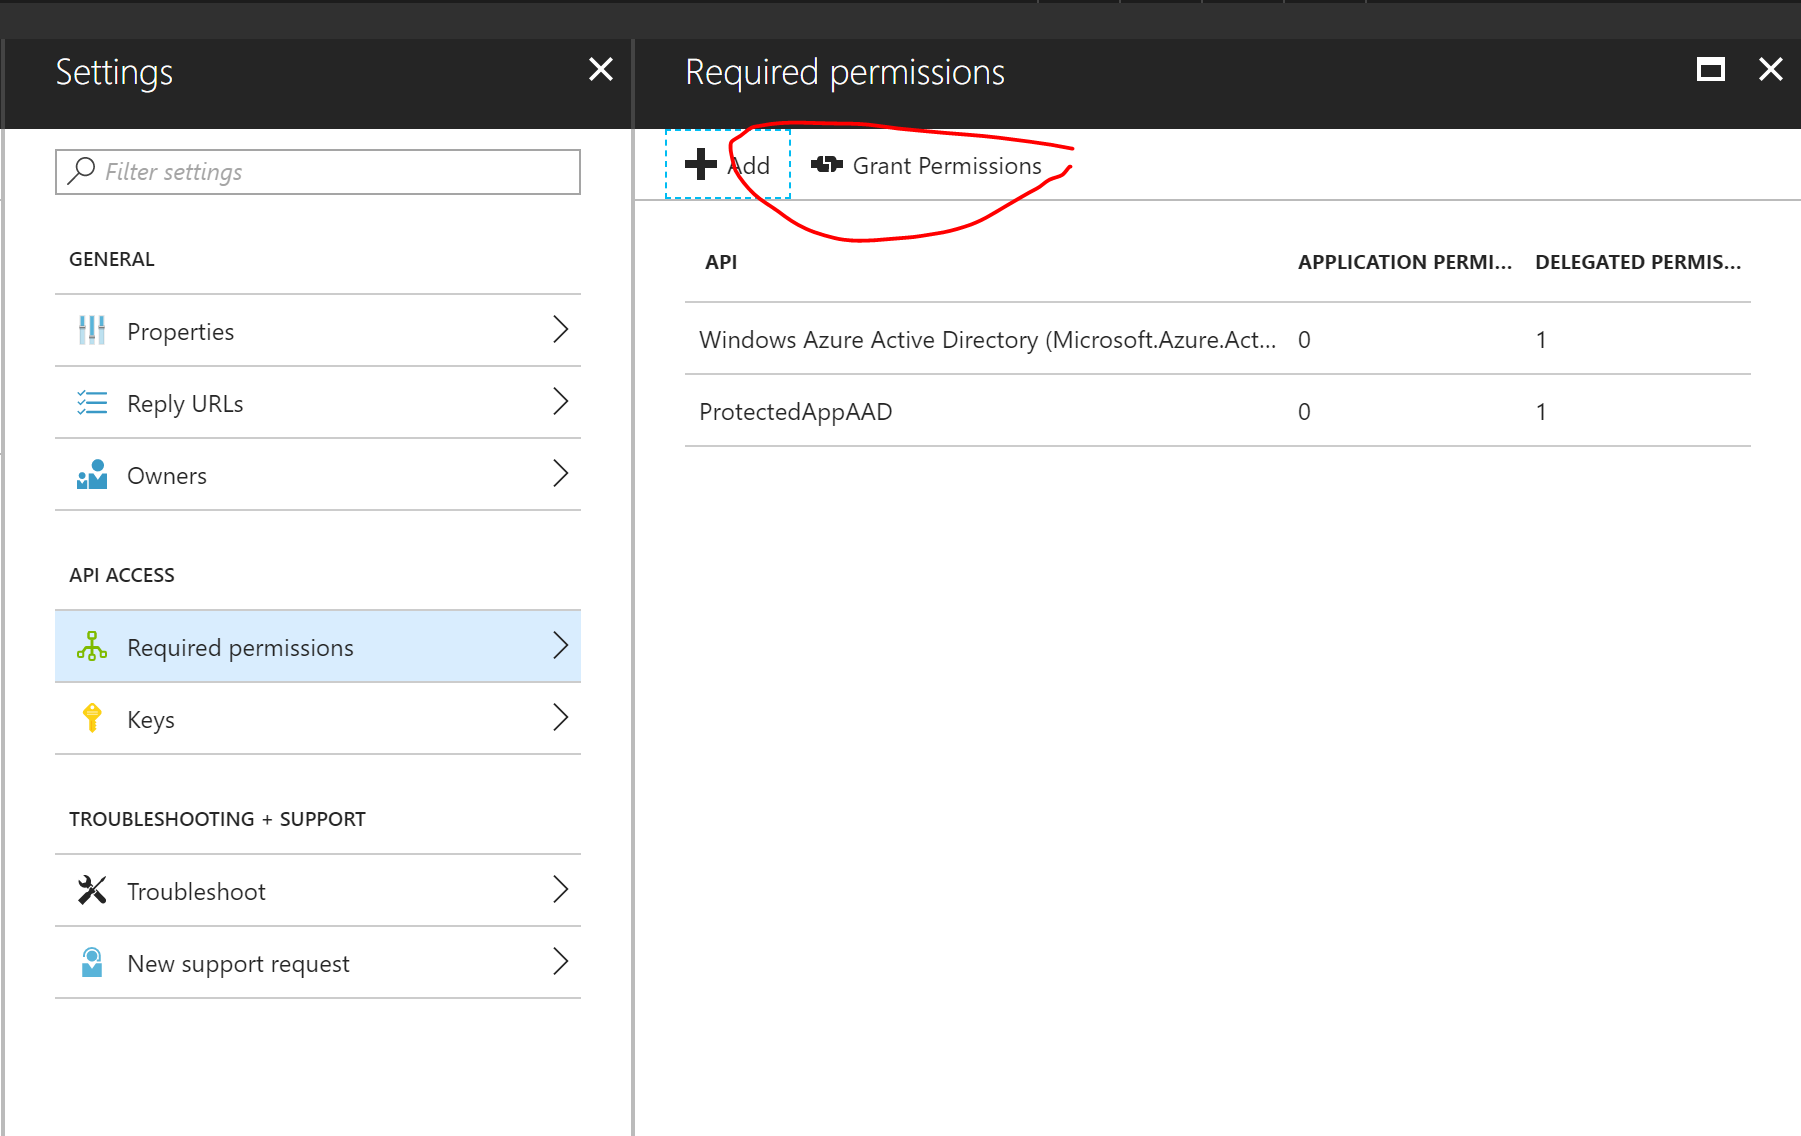 Settings
Filter settings
GENERAL
Properties
Reply URLs
Owners
API ACCESS
Required permissions
Keys
TROUBLESHOOTING + SUPPORT
Troubleshoot
New support request
Required permissions
Add Grant Permissions
API APPLICATION PERMI... DELEGATED PERMIS...
Windows Azure Active Directory (Microsoft.Azure.Act... 0 1
ProtectedAppAAD 0 1